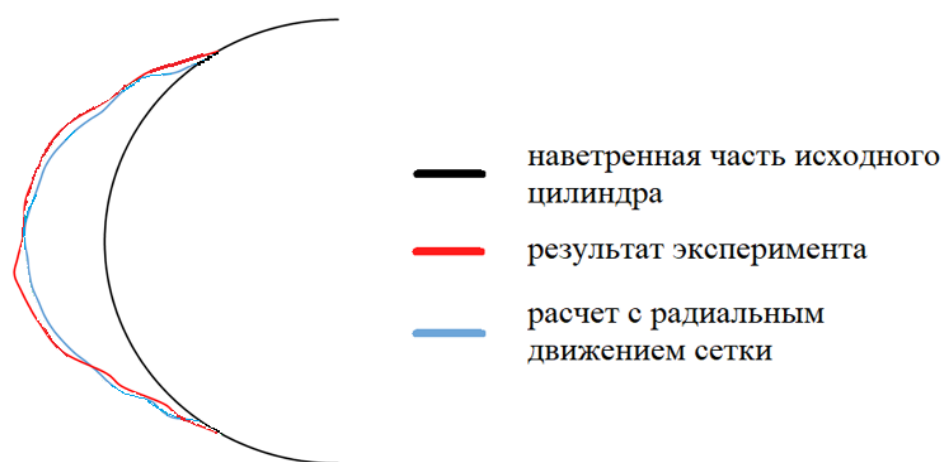 наветренная часть исходного
цилиндра
результат эксперимента
расчет с радиальным
движением сетки